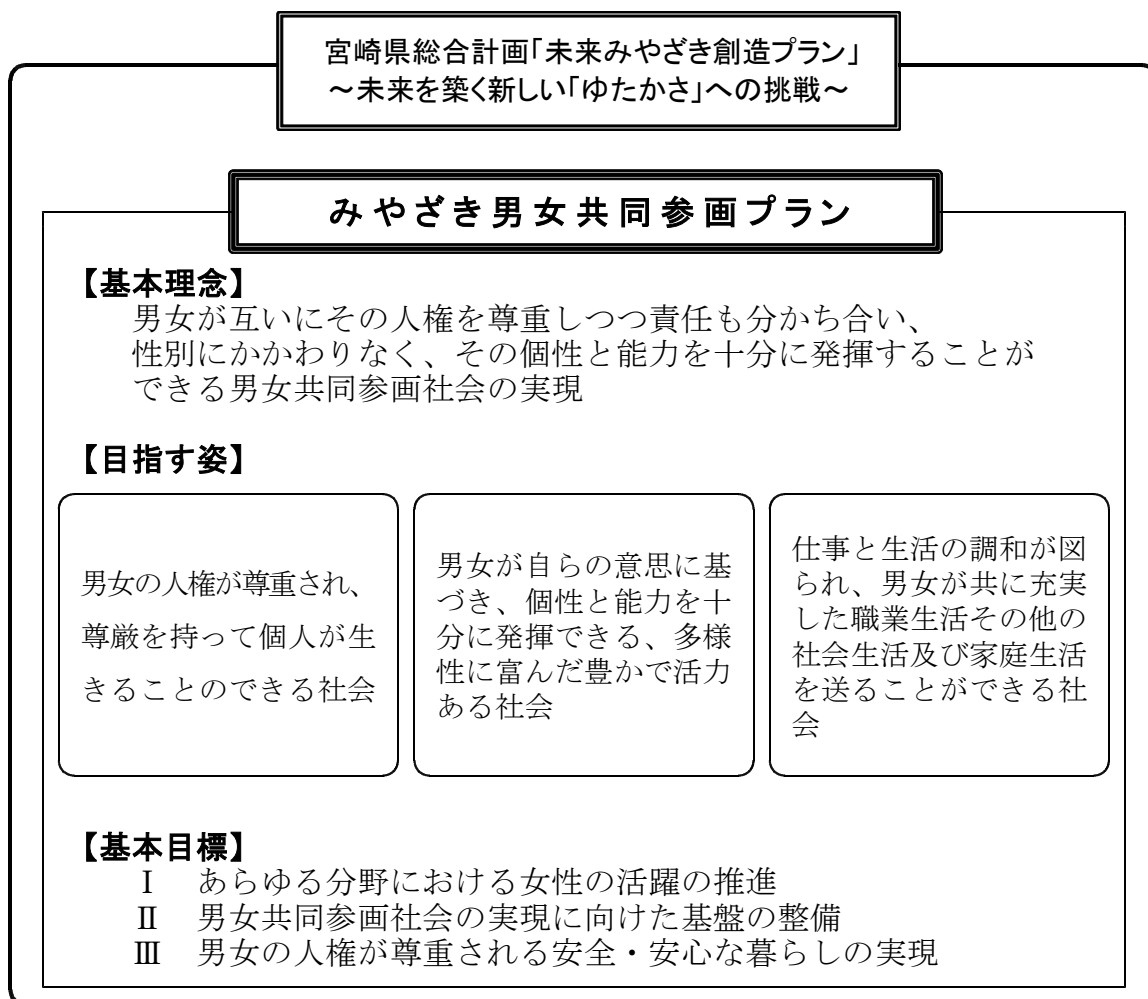 宮崎県総合計画「未来みやざき創造プラン」
～未来を築く新しい「ゆたかさ」への挑戦～
みやざき男女共同参画プラン
【基本理念】
男女が互いにその人権を尊重しつつ責任も分かち合い、
性別にかかわりなく、その個性と能力を十分に発揮することが
できる男女共同参画社会の実現
【目指す姿】
男女の人権が尊重され、
尊厳を持って個人が生
きることのできる社会
男女が自らの意思に基
づき、個性と能力を十
分に発揮できる、多様
性に富んだ豊かで活力
ある社会
仕事と生活の調和が図
られ、男女が共に充実
した職業生活その他の
社会生活及び家庭生活
を送ることができる社
会
【基本目標】
Ⅰ　あらゆる分野における女性の活躍の推進
Ⅱ　男女共同参画社会の実現に向けた基盤の整備
Ⅲ　男女の人権が尊重される安全・安心な暮らしの実現